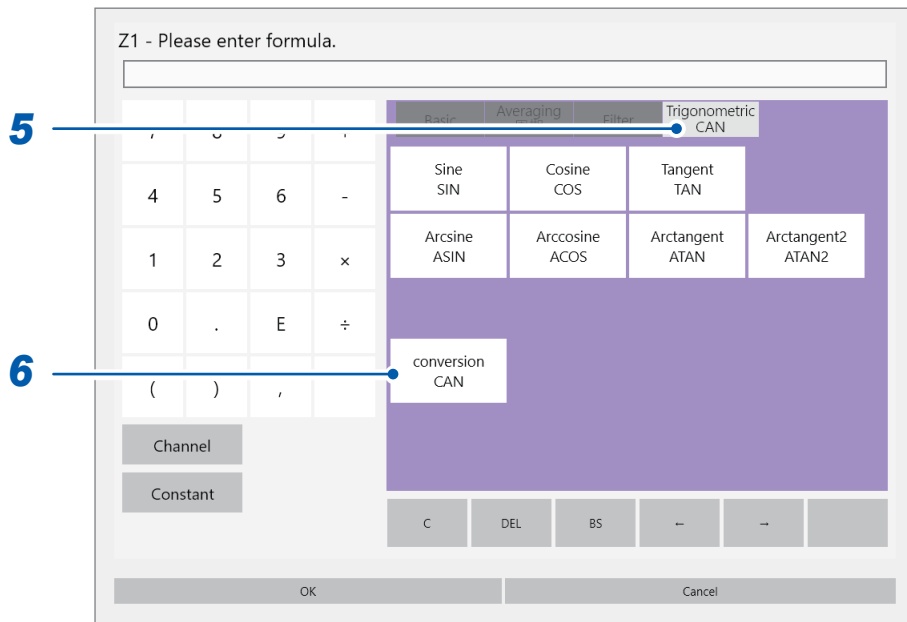 Z1 - Please enter formula.
5
Basic
Averaging
Filter
Trigonometric
CAN
4
5
6
-
Sine
SIN
Cosine
COS
Tangent
TAN
1
2
3
×
Arcsine
ASIN
Arccosine
ACOS
Arctangent
ATAN
Arctangent2
ATAN2
0
.
E
÷
6
(
)
,
conversion
CAN
Channel
Constant
C
DEL
BS
←
→
OK
Cancel